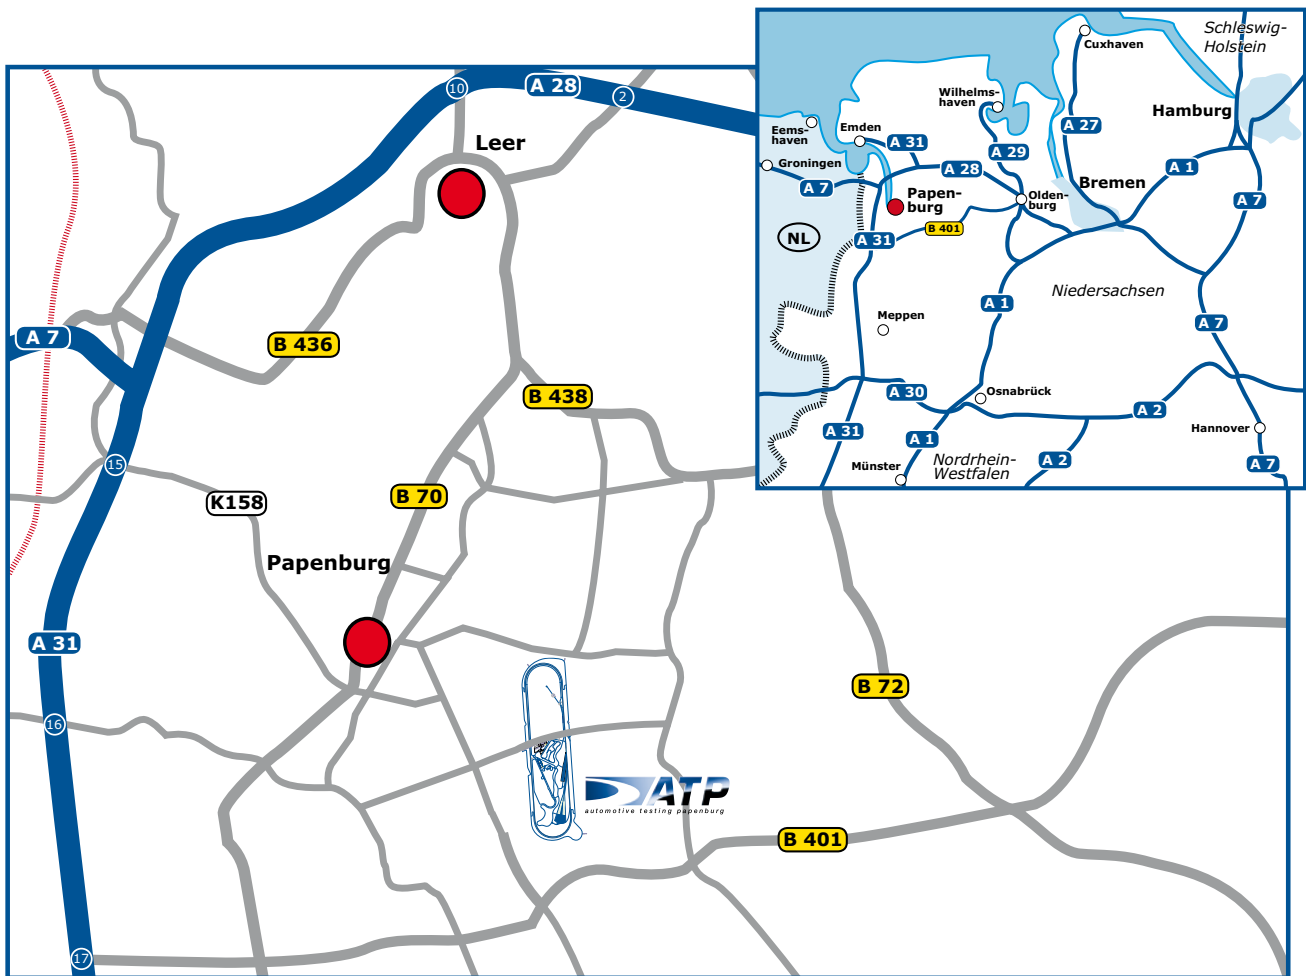 10
A 28
2
Leer
A 7
B 436
B 438
15
K158
B 70
Papenburg
A 31
B 72
16
ATP
automotive testing papenburg
B 401
17
Schleswig-
Holstein
Cuxhaven
Wilhelms-
haven
Hamburg
Eems-
haven
Emden
A 31
A 27
A 29
Groningen
A 28
A 1
A 7
Bremen
Papen-
burg
Olden-
burg
A 7
B 401
NL
A 31
Niedersachsen
A 1
Meppen
A 7
A 30
Osnabrück
A 2
A 31
A 1
Hannover
Münster
Nordrhein-
Westfalen
A 2
A 7